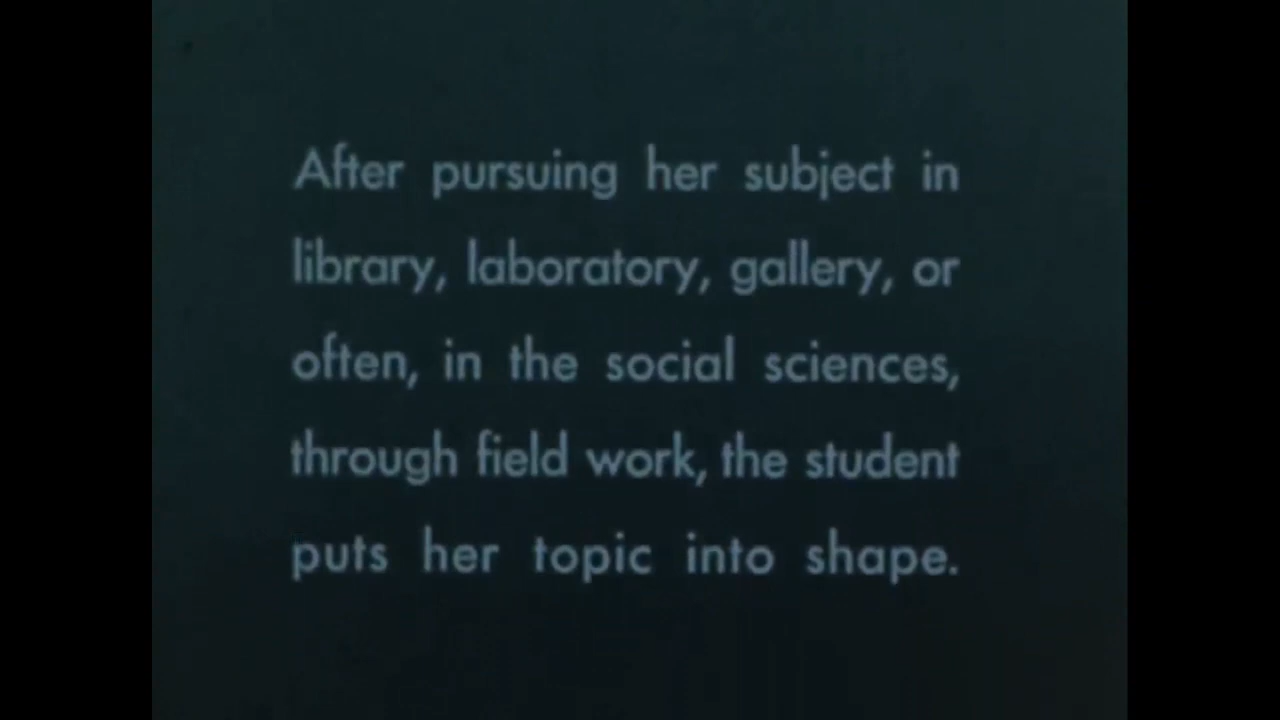 After pursuing her subject in
library, laboratory, gallery, or
often, in the social sciences,
through field work, the student
puts her topic into shape.